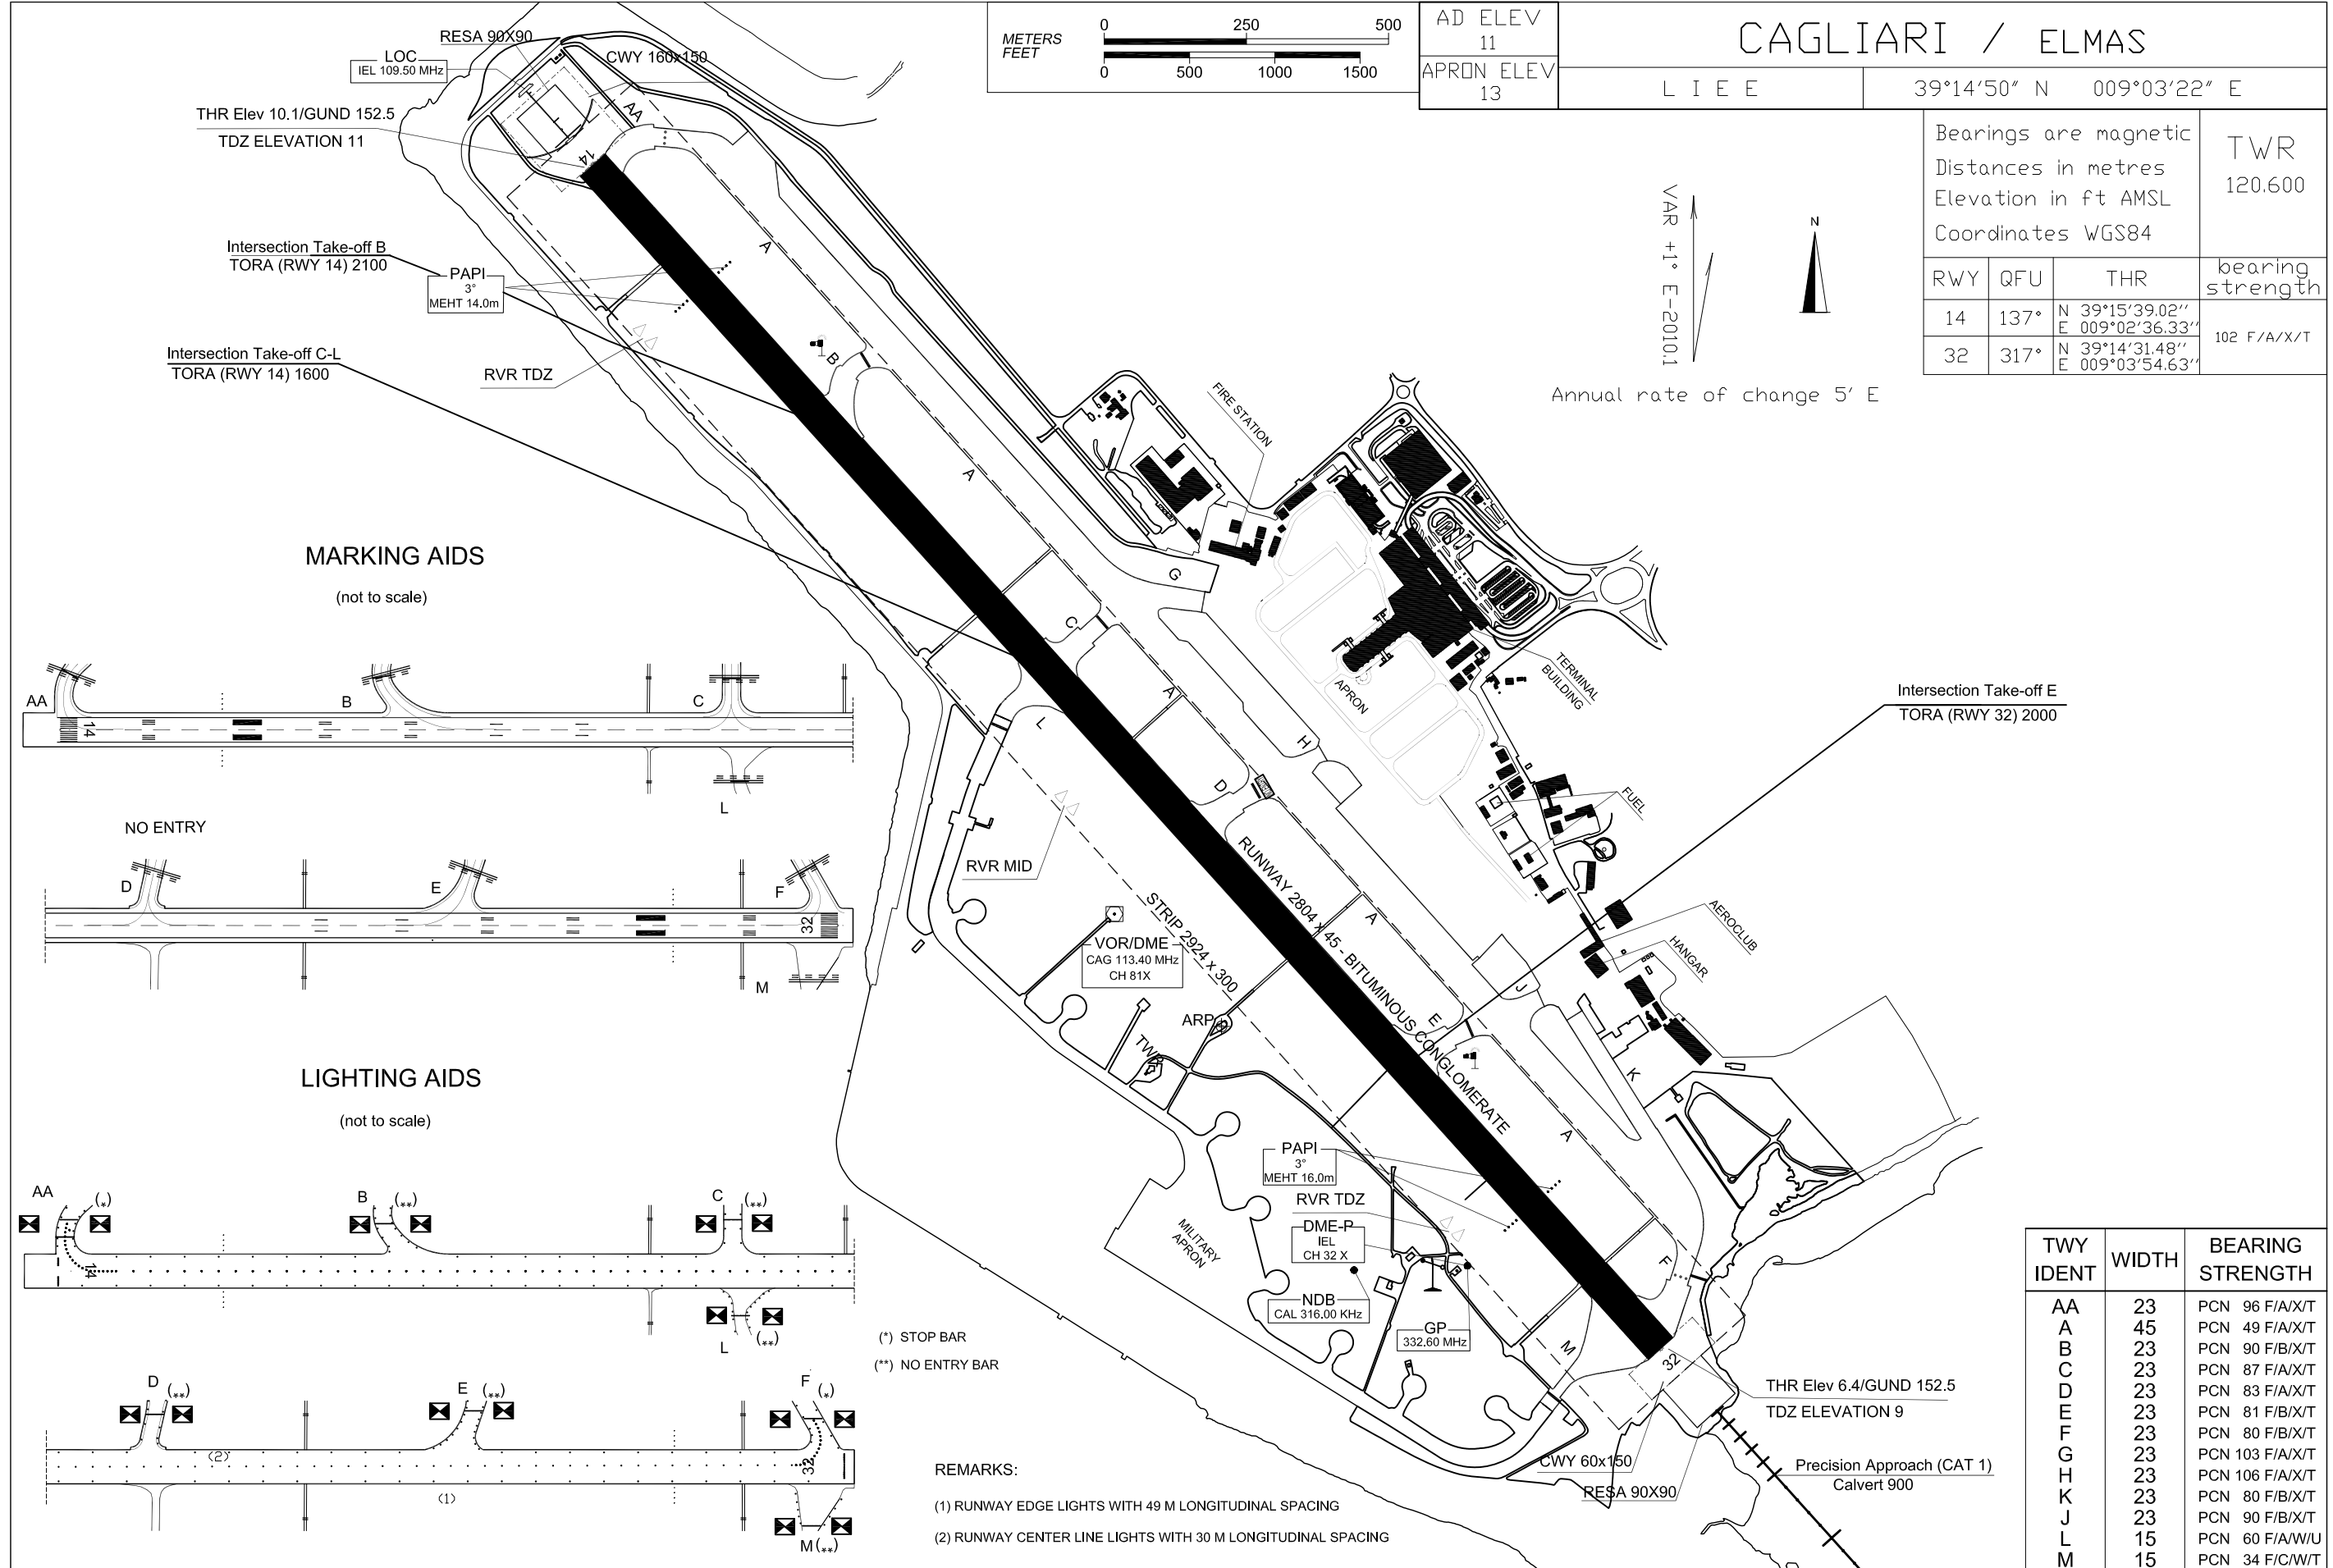 METERS
FEET
0 250 500
0 500 1000 1500
AD ELEV
11
APRON ELEV
13
CAGLIARI / ELMAS
L I E E
39°14'50" N 009°03'22" E
Bearings are magnetic
Distances in metres
Elevation in ft AMSL
Coordinates WGS84
TWR
120.600
RWY QFU THR bearing strength
14 137° N 39°15'39.02''
E 009°02'36.33''
32 317° N 39°14'31.48''
E 009°03'54.63''
102 F/A/X/T
VAR +1° E-2010.1
N
Annual rate of change 5' E
RESA 90X90
LOC
IEL 109.50 MHz
CWY 160x150
THR Elev 10.1/GUND 152.5
TDZ ELEVATION 11
AA
14
Intersection Take-off B
TORA (RWY 14) 2100
PAPI
3°
MEHT 14.0m
Intersection Take-off C-L
TORA (RWY 14) 1600
RVR TDZ
A
B
A
FIRE STATION
G
C
A
L
H
D
APRON
TERMINAL
BUILDING
FUEL
Intersection Take-off E
TORA (RWY 32) 2000
RVR MID
RUNWAY 2804 x 45 - BITUMINOUS CONGLOMERATE
STRIP 2924 x 300
A
AEROCLUB
HANGAR
VOR/DME
CAG 113.40 MHz
CH 81X
ARP
TWR
E
J
K
A
PAPI
3°
MEHT 16.0m
RVR TDZ
DME-P
IEL
CH 32 X
MILITARY
APRON
NDB
CAL 316.00 KHz
GP
332.60 MHz
F
M
32
THR Elev 6.4/GUND 152.5
TDZ ELEVATION 9
CWY 60x150
RESA 90X90
Precision Approach (CAT 1)
Calvert 900
MARKING AIDS
(not to scale)
AA B C
14
L
NO ENTRY
D E F
32
M
LIGHTING AIDS
(not to scale)
AA (*) B (**) C (**)
14
L (**)
(*) STOP BAR
(**) NO ENTRY BAR
D (**) E (**) F (*)
(2)
32
(1)
M (**)
REMARKS:
(1) RUNWAY EDGE LIGHTS WITH 49 M LONGITUDINAL SPACING
(2) RUNWAY CENTER LINE LIGHTS WITH 30 M LONGITUDINAL SPACING
TWY IDENT WIDTH BEARING STRENGTH
AA 23 PCN 96 F/A/X/T
A 45 PCN 49 F/A/X/T
B 23 PCN 90 F/B/X/T
C 23 PCN 87 F/A/X/T
D 23 PCN 83 F/A/X/T
E 23 PCN 81 F/B/X/T
F 23 PCN 80 F/B/X/T
G 23 PCN 103 F/A/X/T
H 23 PCN 106 F/A/X/T
K 23 PCN 80 F/B/X/T
J 23 PCN 90 F/B/X/T
L 15 PCN 60 F/A/W/U
M 15 PCN 34 F/C/W/T